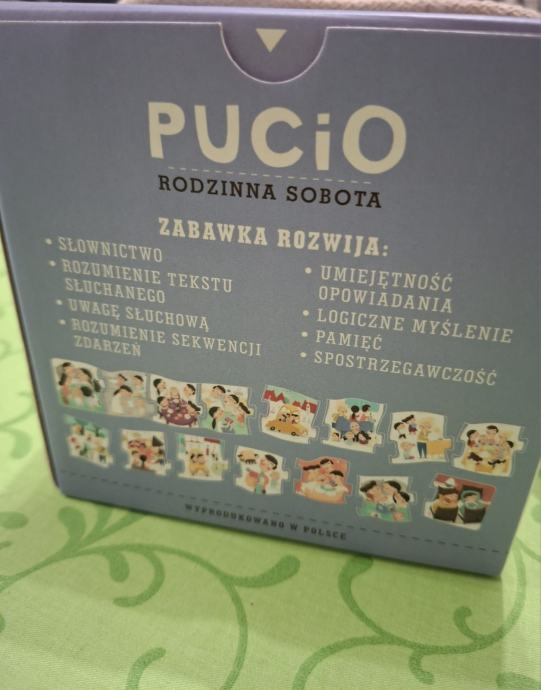 PUCiO
RODZINNA SOBOTA
ZABAWKA ROZWIJA:
• SŁOWNICTWO
• ROZUMIENIE TEKSTU
SŁUCHANEGO
• UWAGĘ SŁUCHOWĄ
• ROZUMIENIE SEKWENCJI
ZDARZEŃ
• UMIEJĘTNOŚĆ
OPOWIADANIA
• LOGICZNE MYŚLENIE
• PAMIĘĆ
• SPOSTRZEGAWCZOŚĆ
WYPRODUKOWANO W POLSCE